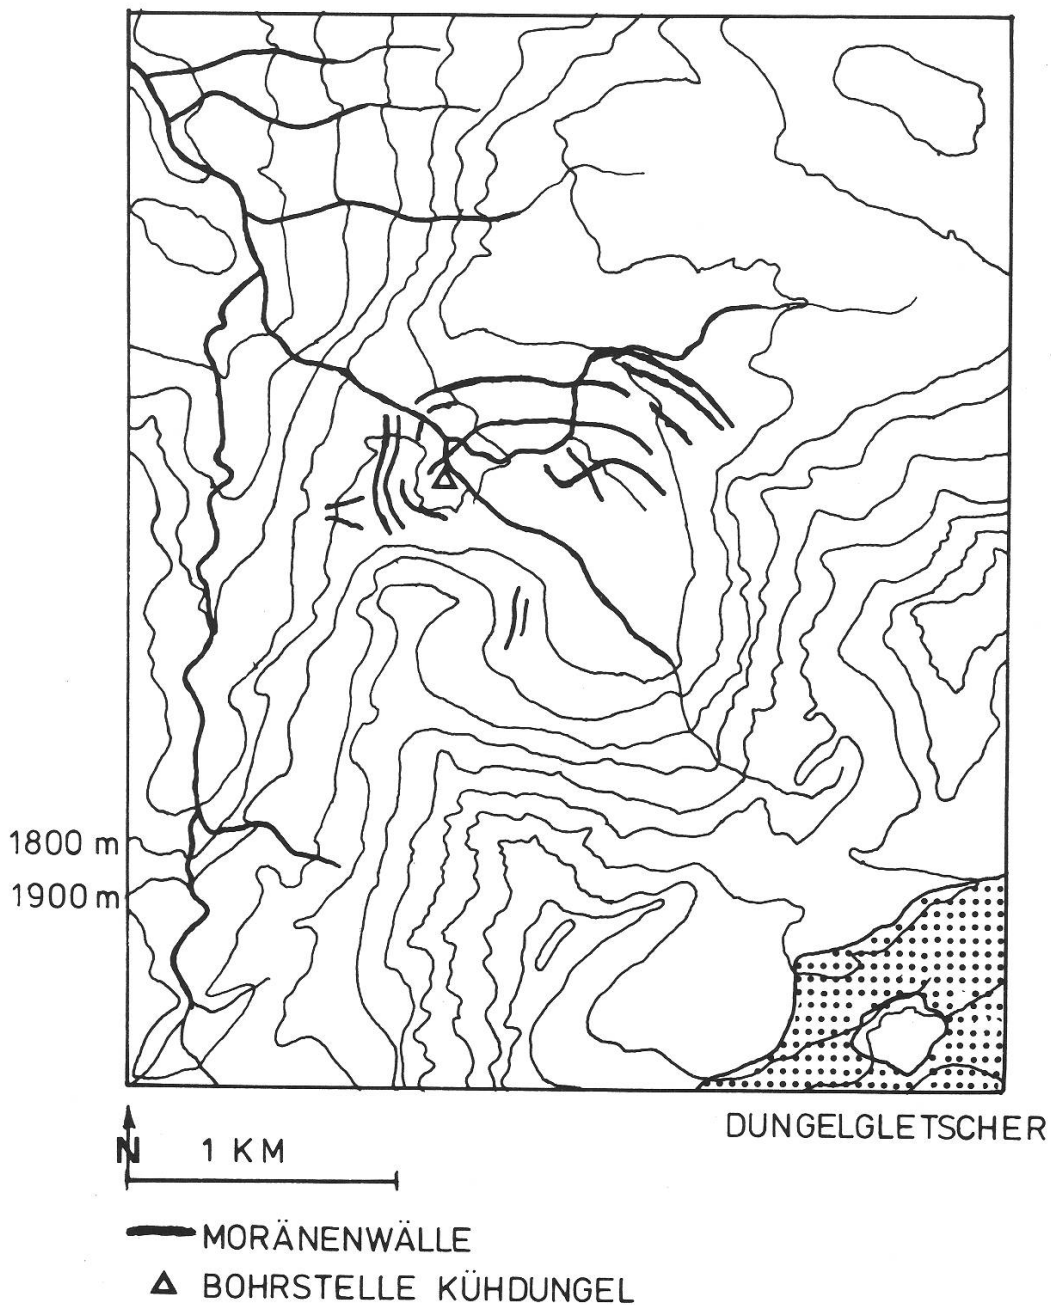 1800 m
1900 m
DUNGELGLETSCHER
N
1 KM
MORÄNENWÄLLE
BOHRSTELLE KÜHDUNGEL